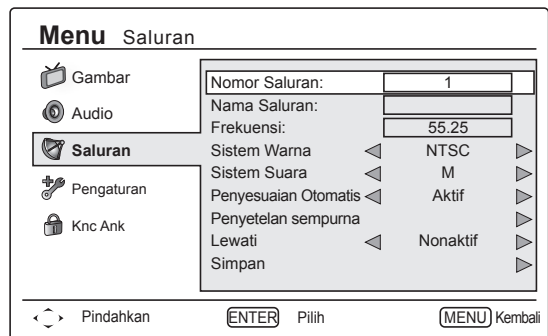 Menu Saluran
Gambar
Audio
Saluran
Pengaturan
Knc Ank
Nomor Saluran: 1
Nama Saluran:
Frekuensi: 55.25
Sistem Warna NTSC
Sistem Suara M
Penyesuaian Otomatis Aktif
Penyetelan sempurna
Lewati Nonaktif
Simpan
Pindahkan ENTER Pilih MENU Kembali